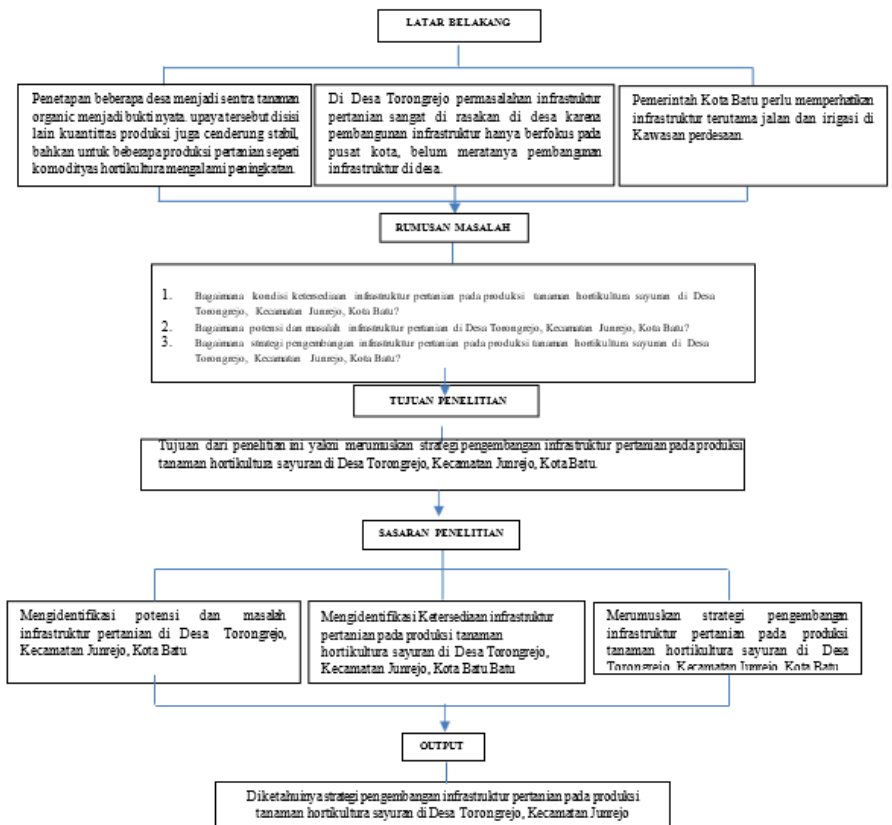 LATAR BELAKANG
Penetapan beberapa desa menjadi sentra tanaman
organic menjadi bukti nyata. upaya tersebut disisi
lain kuantittas produksi juga cenderung stabil,
bahkan untuk beberapa produksi pertanian seperti
komodityas hortikultura mengalami peningkatan.
Di Desa Torongrejo permasalahan infrastruktur
pertanian sangat di rasakan di desa karena
pembangunan infrastruktur hanya berfokus pada
pusat kota, belum meratanya pembangunan
infrastruktur di desa.
Pemerintah Kota Batu perlu memperhatikan
infrastruktur terutama jalan dan irigasi di
Kawasan perdesaan.
RUMUSAN MASALAH
1. Bagaimana kondisi ketersediaan infrastruktur pertanian pada produksi tanaman hortikultura sayuran di Desa
Torongrejo, Kecamatan Junrejo, Kota Batu?
2. Bagaimana potensi dan masalah infrastruktur pertanian di Desa Torongrejo, Kecamatan Junrejo, Kota Batu?
3. Bagaimana strategi pengembangan infrastruktur pertanian pada produksi tanaman hortikultura sayuran di Desa
Torongrejo, Kecamatan Junrejo, Kota Batu?
TUJUAN PENELITIAN
Tujuan dari penelitian ini yakni merumuskan strategi pengembangan infrastruktur pertanian pada produksi
tanaman hortikultura sayuran di Desa Torongrejo, Kecamatan Junrejo, Kota Batu.
SASARAN PENELITIAN
Mengidentifikasi potensi dan masalah
infrastruktur pertanian di Desa Torongrejo,
Kecamatan Junrejo, Kota Batu
Mengidentifikasi Ketersediaan infrastruktur
pertanian pada produksi tanaman
hortikultura sayuran di Desa Torongrejo,
Kecamatan Junrejo, Kota Batu Batu
Merumuskan strategi pengembangan
infrastruktur pertanian pada produksi
tanaman hortikultura sayuran di Desa
Torongrejo, Kecamatan Junrejo, Kota Batu
OUTPUT
Diketahuinya strategi pengembangan infrastruktur pertanian pada produksi
tanaman hortikultura sayuran di Desa Torongrejo, Kecamatan Junrejo